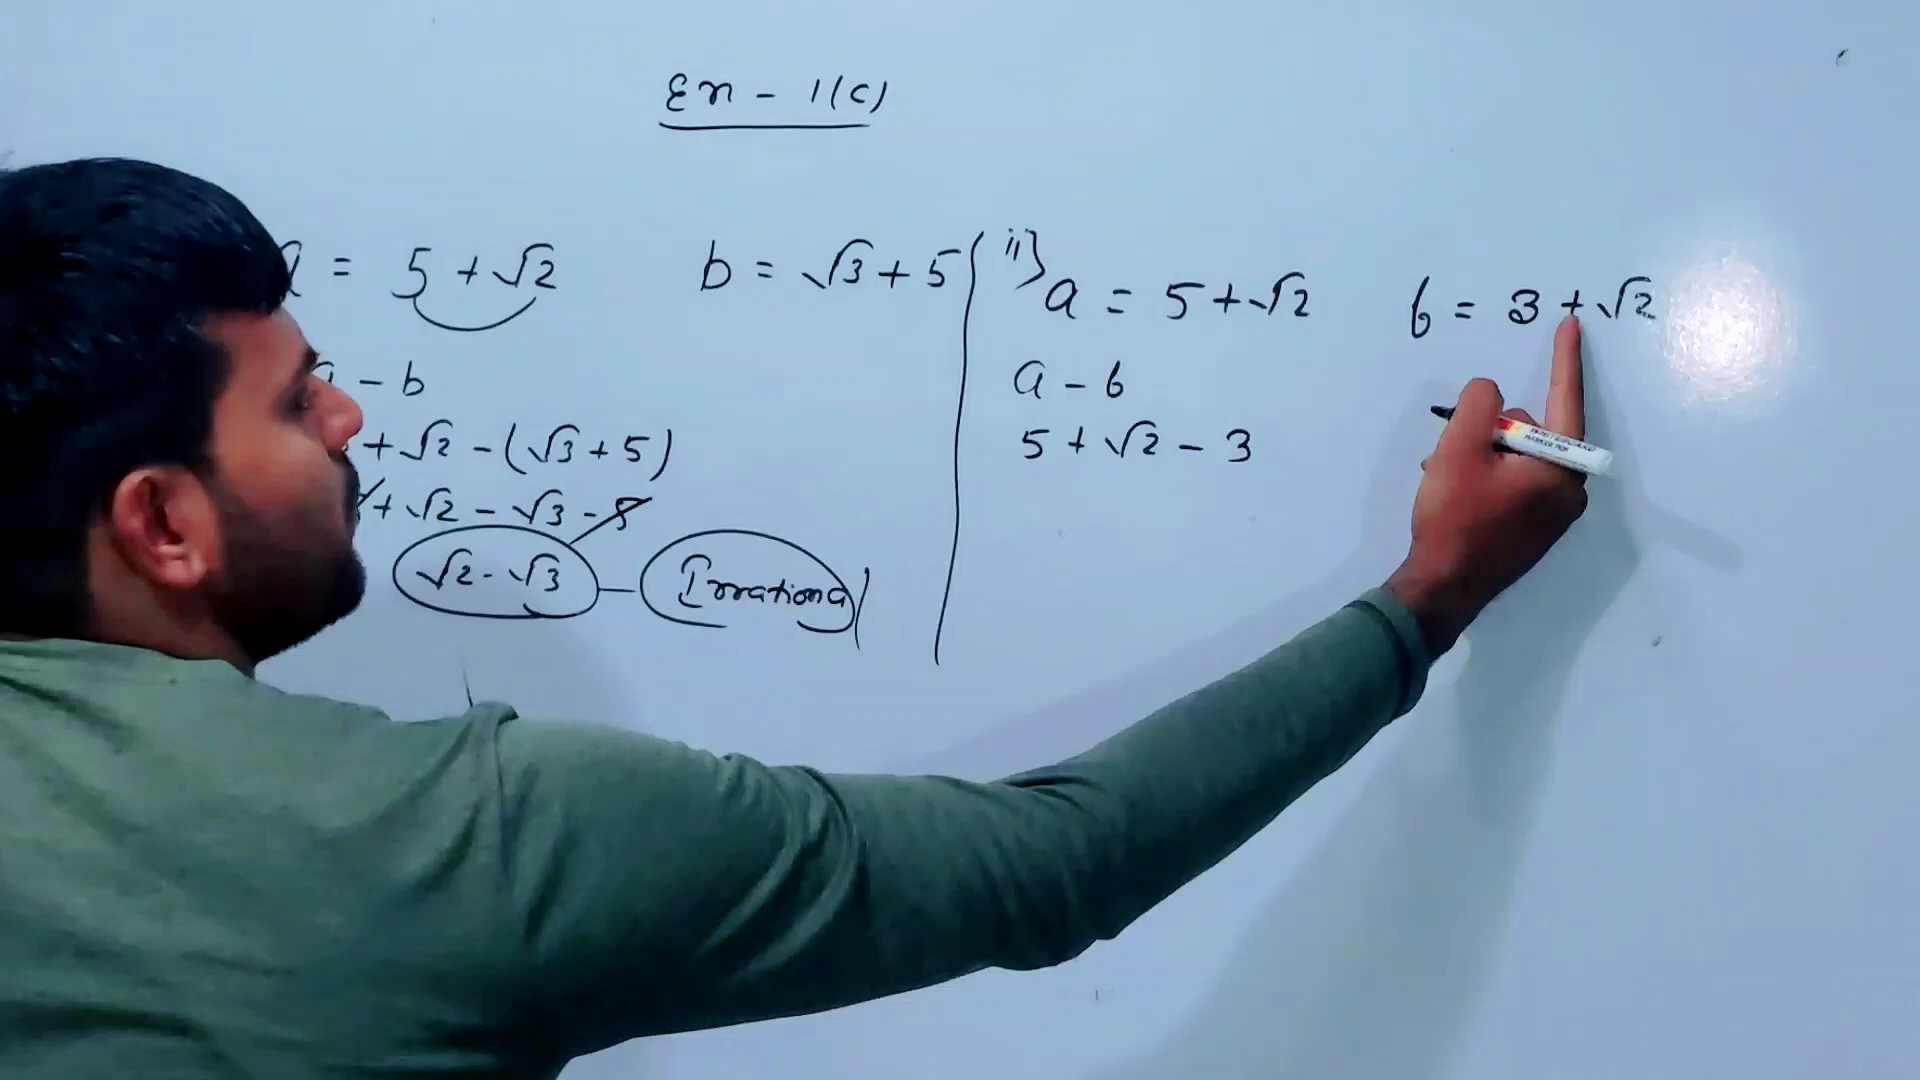 Ex - 1(c)
a = 5 + √2 b = √3 + 5
a - b
+ √2 - (√3 + 5)
+ √2 - √3 - 5
√2 - √3 - Irrational
ii) a = 5 + √2 b = 3 + √2
a - b
5 + √2 - 3